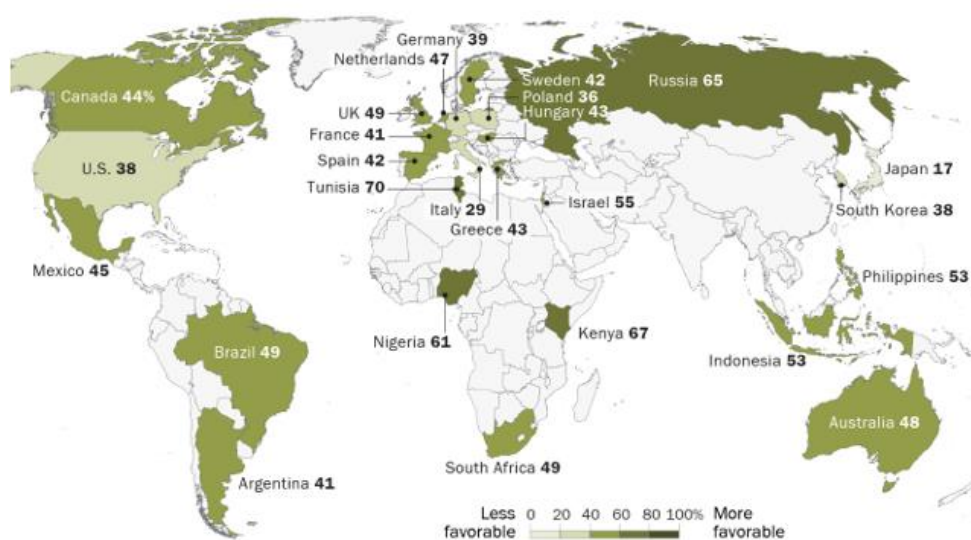 Germany 39
Netherlands 47
Sweden 42
Russia 65
Canada 44%
Poland 36
UK 49
Hungary 43
France 41
U.S. 38
Spain 42
Japan 17
Tunisia 70
Israel 55
Italy 29
South Korea 38
Greece 43
Mexico 45
Philippines 53
Nigeria 61
Kenya 67
Brazil 49
Indonesia 53
Australia 48
South Africa 49
Argentina 41
Less favorable 0 20 40 60 80 100% More favorable